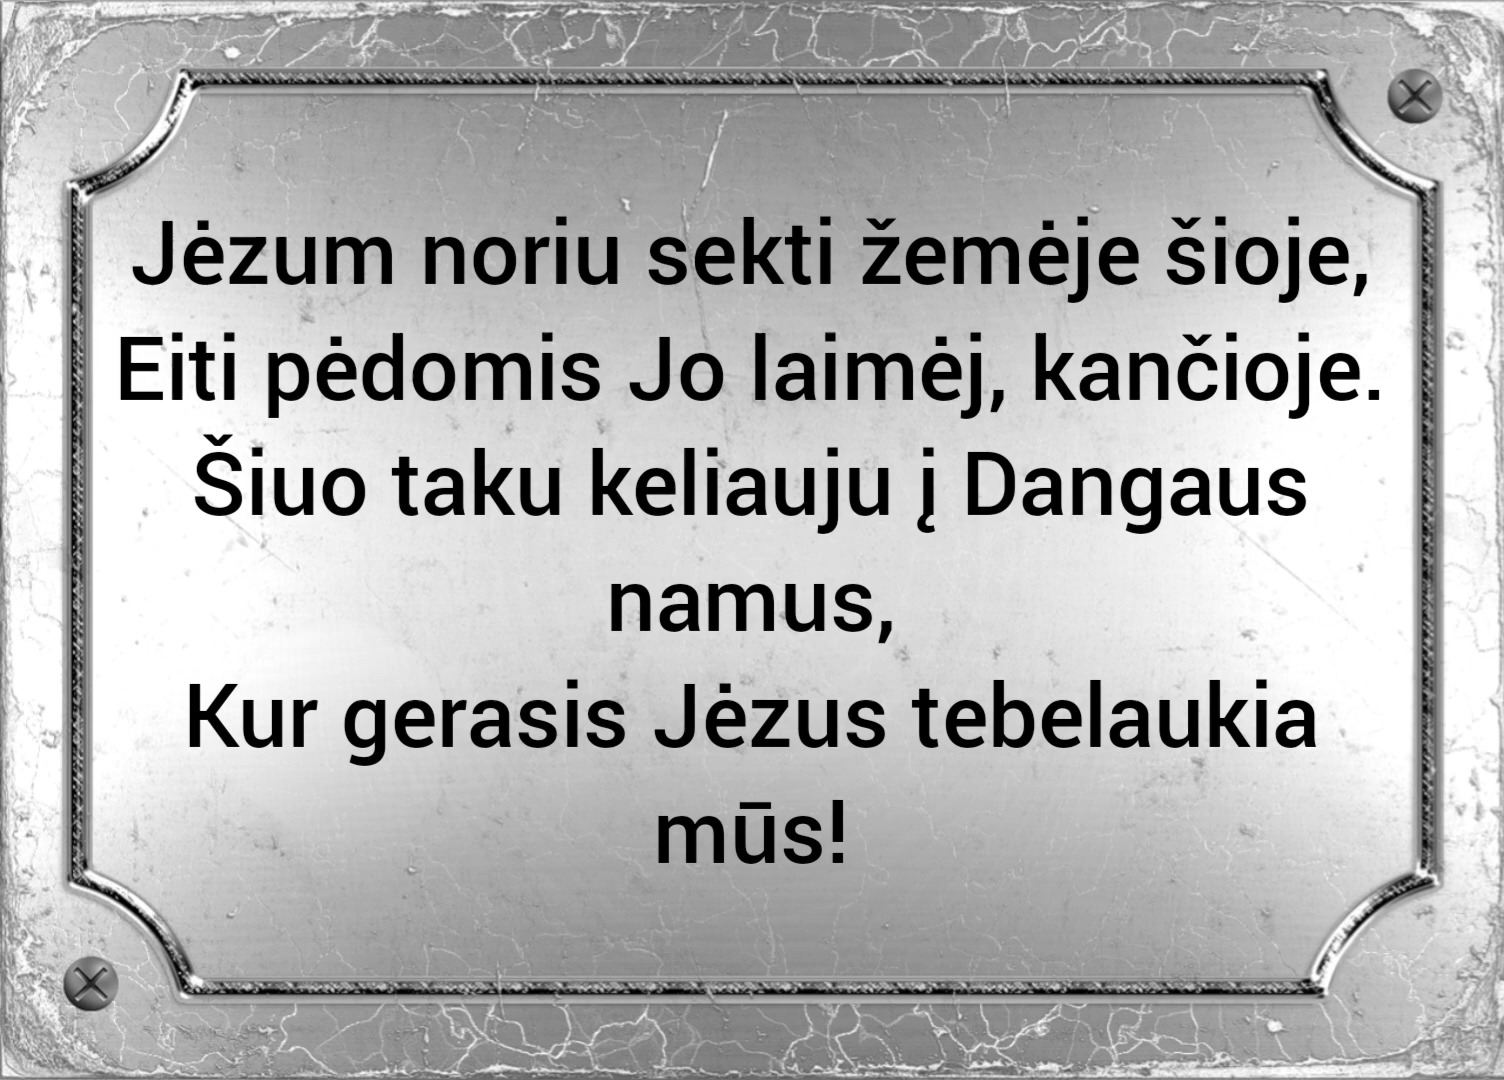 Jėzum noriu sekti žemėje šioje,
Eiti pėdomis Jo laimėj, kančioje.
Šiuo taku keliauju į Dangaus
namus,
Kur gerasis Jėzus tebelaukia
mūs!